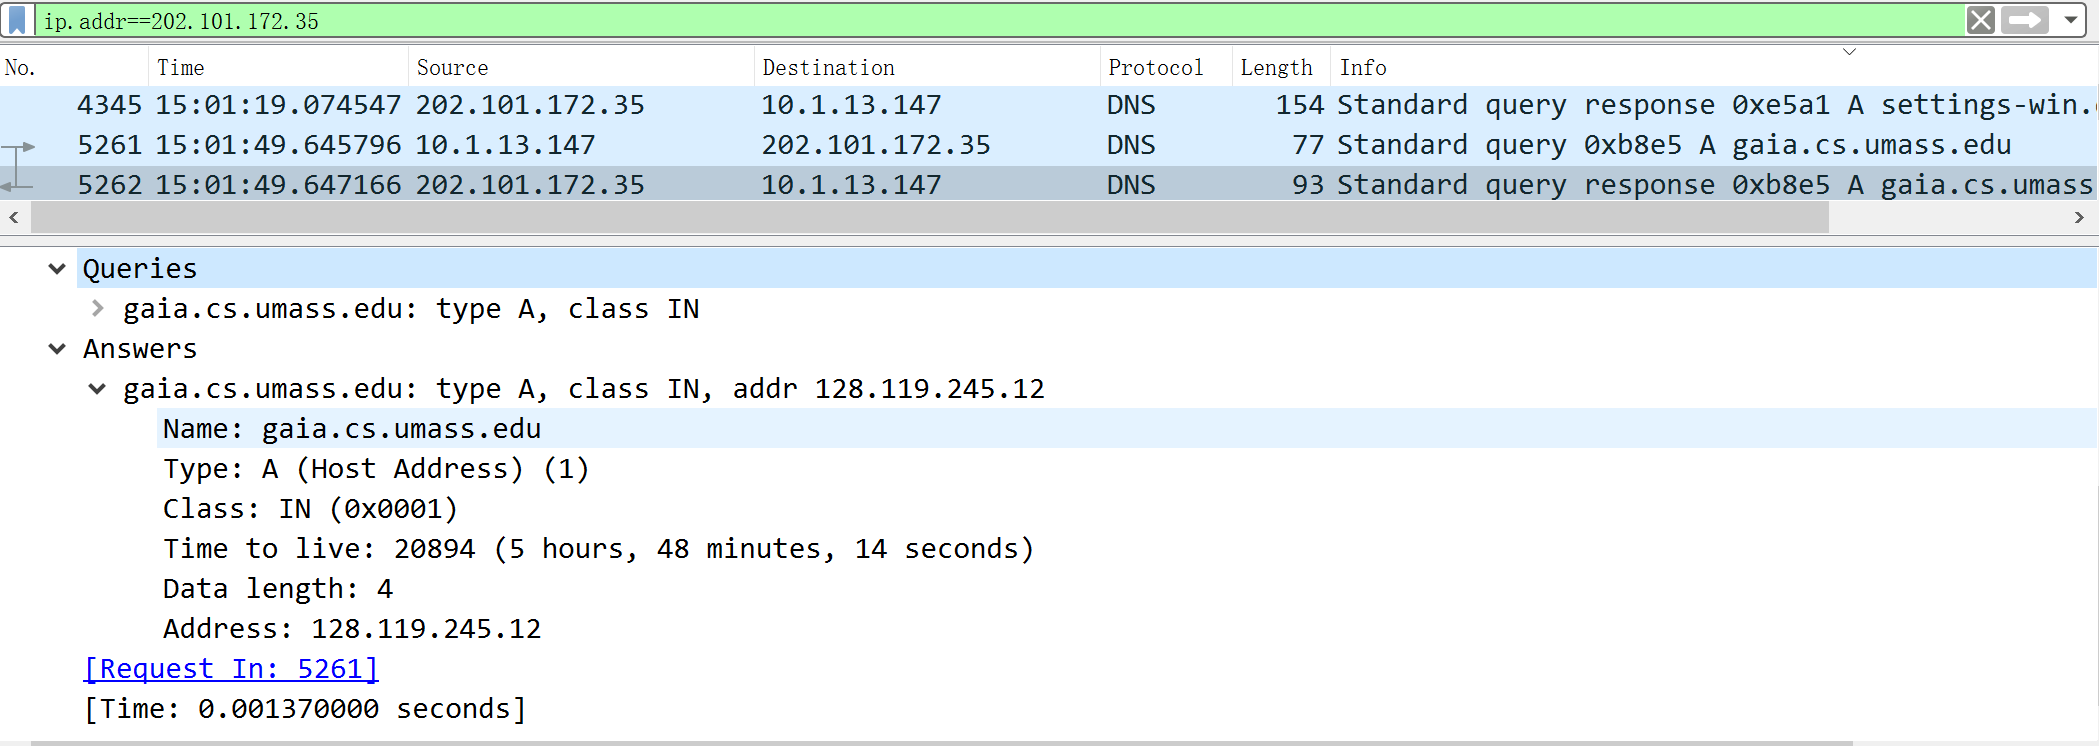 ip.addr==202.101.172.35
No. Time Source Destination Protocol Length Info
4345 15:01:19.074547 202.101.172.35 10.1.13.147 DNS 154 Standard query response 0xe5a1 A settings-win.
5261 15:01:49.645796 10.1.13.147 202.101.172.35 DNS 77 Standard query 0xb8e5 A gaia.cs.umass.edu
5262 15:01:49.647166 202.101.172.35 10.1.13.147 DNS 93 Standard query response 0xb8e5 A gaia.cs.umass
Queries
gaia.cs.umass.edu: type A, class IN
Answers
gaia.cs.umass.edu: type A, class IN, addr 128.119.245.12
Name: gaia.cs.umass.edu
Type: A (Host Address) (1)
Class: IN (0x0001)
Time to live: 20894 (5 hours, 48 minutes, 14 seconds)
Data length: 4
Address: 128.119.245.12
[Request In: 5261]
[Time: 0.001370000 seconds]